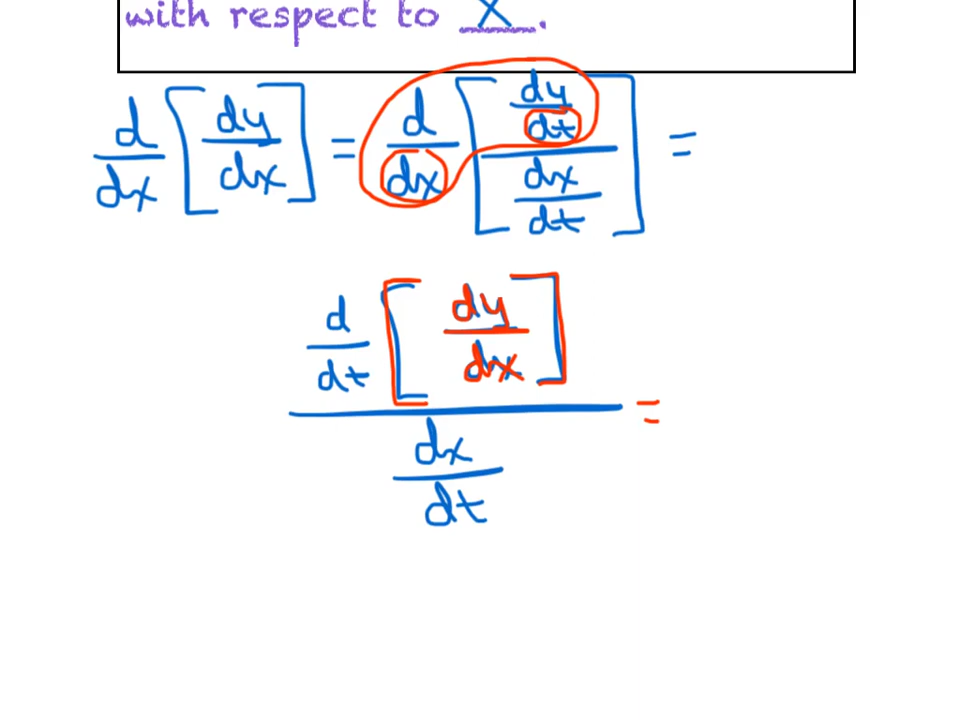 with respect to X.
d/dx [dy/dx] = d/dx [(dy/dt)/(dx/dt)] =
(d/dt [dy/dx])/(dx/dt) =